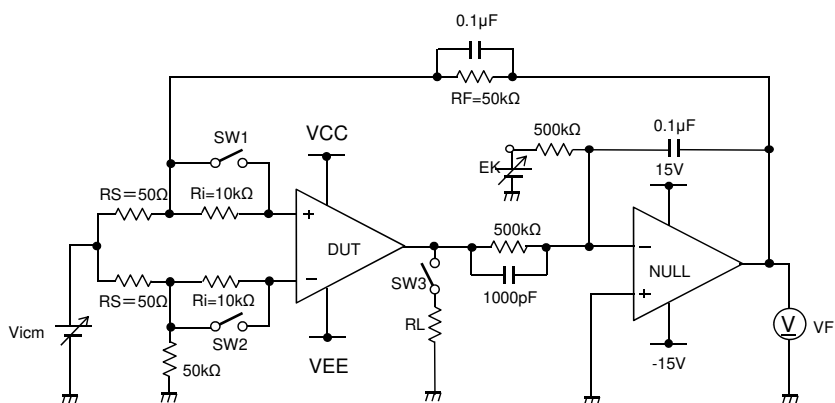 0.1μF
RF=50kΩ
SW1
VCC
500kΩ
0.1μF
EK
15V
RS=50Ω
Ri=10kΩ
+
DUT
−
500kΩ
−
NULL
+
RS=50Ω
Ri=10kΩ
SW3
1000pF
Vicm
SW2
RL
V
VF
50kΩ
VEE
-15V